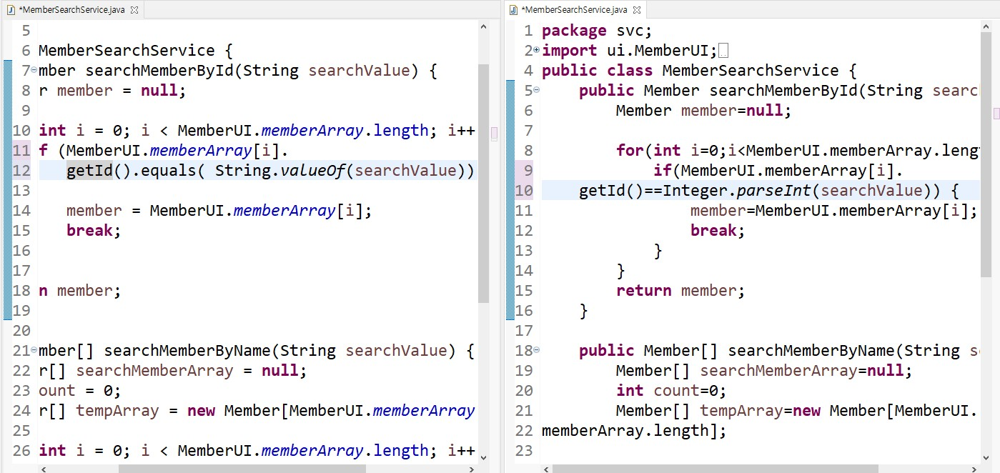 *MemberSearchService.java
5
6 MemberSearchService {
7 mber searchMemberById(String searchValue) {
8 r member = null;
9
10 int i = 0; i < MemberUI.memberArray.length; i++
11 f (MemberUI.memberArray[i].
12 getId().equals( String.valueOf(searchValue))
13
14 member = MemberUI.memberArray[i];
15 break;
16
17
18 n member;
19
20
21 mber[] searchMemberByName(String searchValue) {
22 r[] searchMemberArray = null;
23 ount = 0;
24 r[] tempArray = new Member[MemberUI.memberArray
25
26 int i = 0; i < MemberUI.memberArray.length; i++
*MemberSearchService.java
1 package svc;
2 import ui.MemberUI;
4 public class MemberSearchService {
5 public Member searchMemberById(String searc
6 Member member=null;
7
8 for(int i=0;i<MemberUI.memberArray.leng
9 if(MemberUI.memberArray[i].
10 getId()==Integer.parseInt(searchValue)) {
11 member=MemberUI.memberArray[i];
12 break;
13 }
14 }
15 return member;
16 }
17
18 public Member[] searchMemberByName(String s
19 Member[] searchMemberArray=null;
20 int count=0;
21 Member[] tempArray=new Member[MemberUI.
22 memberArray.length];
23